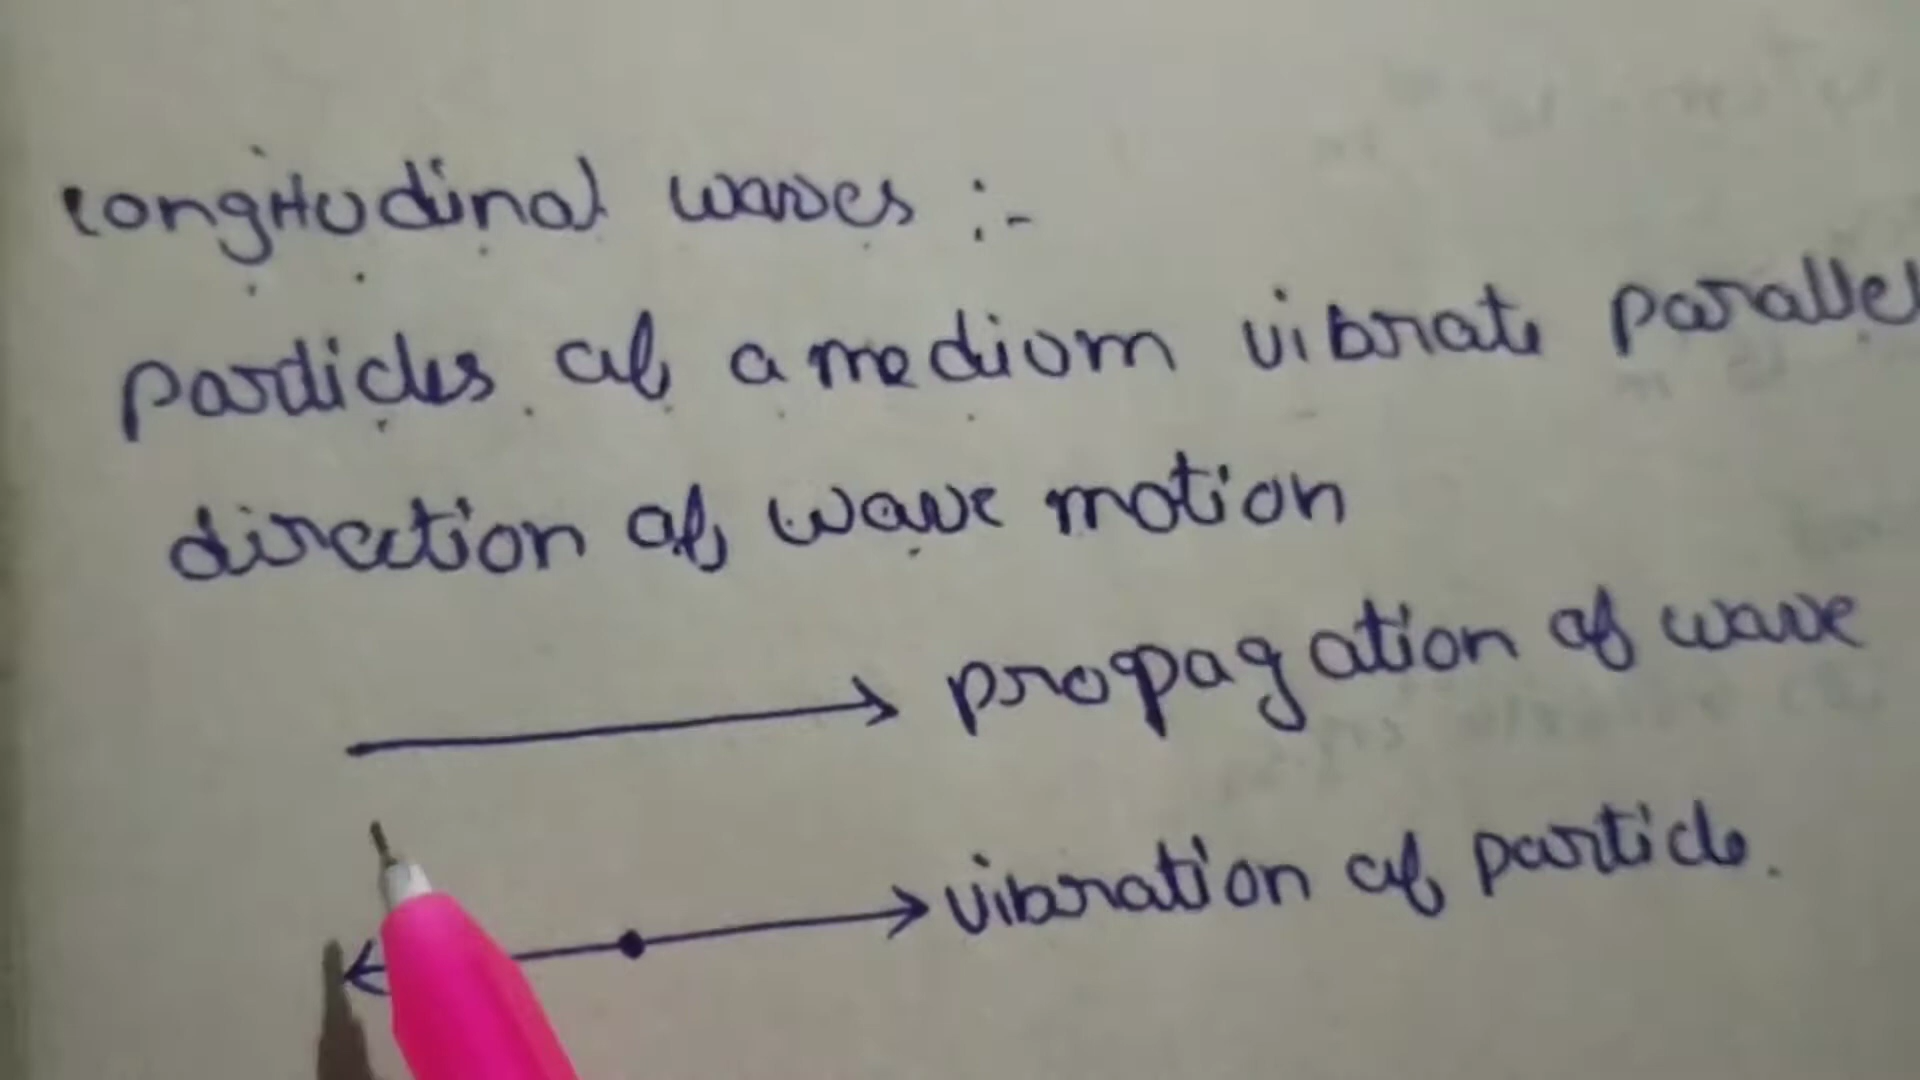 Longitudinal waves :-
particles of a medium vibrate parallel
direction of wave motion
propagation of wave
vibration of particle.